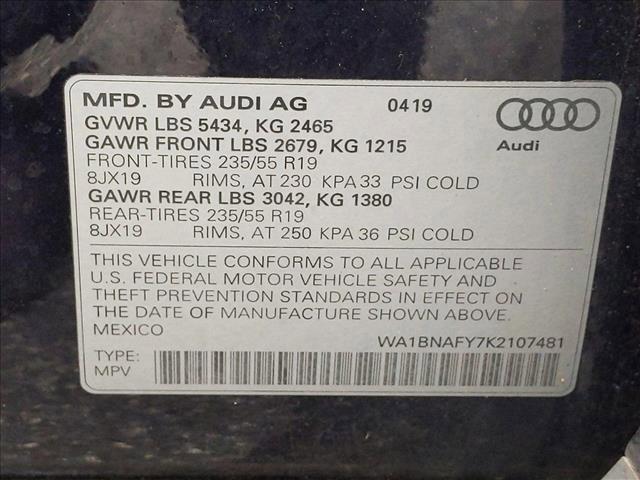 MFD. BY AUDI AG 0419
GVWR LBS 5434, KG 2465
GAWR FRONT LBS 2679, KG 1215
FRONT-TIRES 235/55 R19
8JX19 RIMS, AT 230 KPA 33 PSI COLD
GAWR REAR LBS 3042, KG 1380
REAR-TIRES 235/55 R19
8JX19 RIMS, AT 250 KPA 36 PSI COLD
Audi
THIS VEHICLE CONFORMS TO ALL APPLICABLE
U.S. FEDERAL MOTOR VEHICLE SAFETY AND
THEFT PREVENTION STANDARDS IN EFFECT ON
THE DATE OF MANUFACTURE SHOWN ABOVE.
MEXICO WA1BNAFY7K2107481
TYPE:
MPV